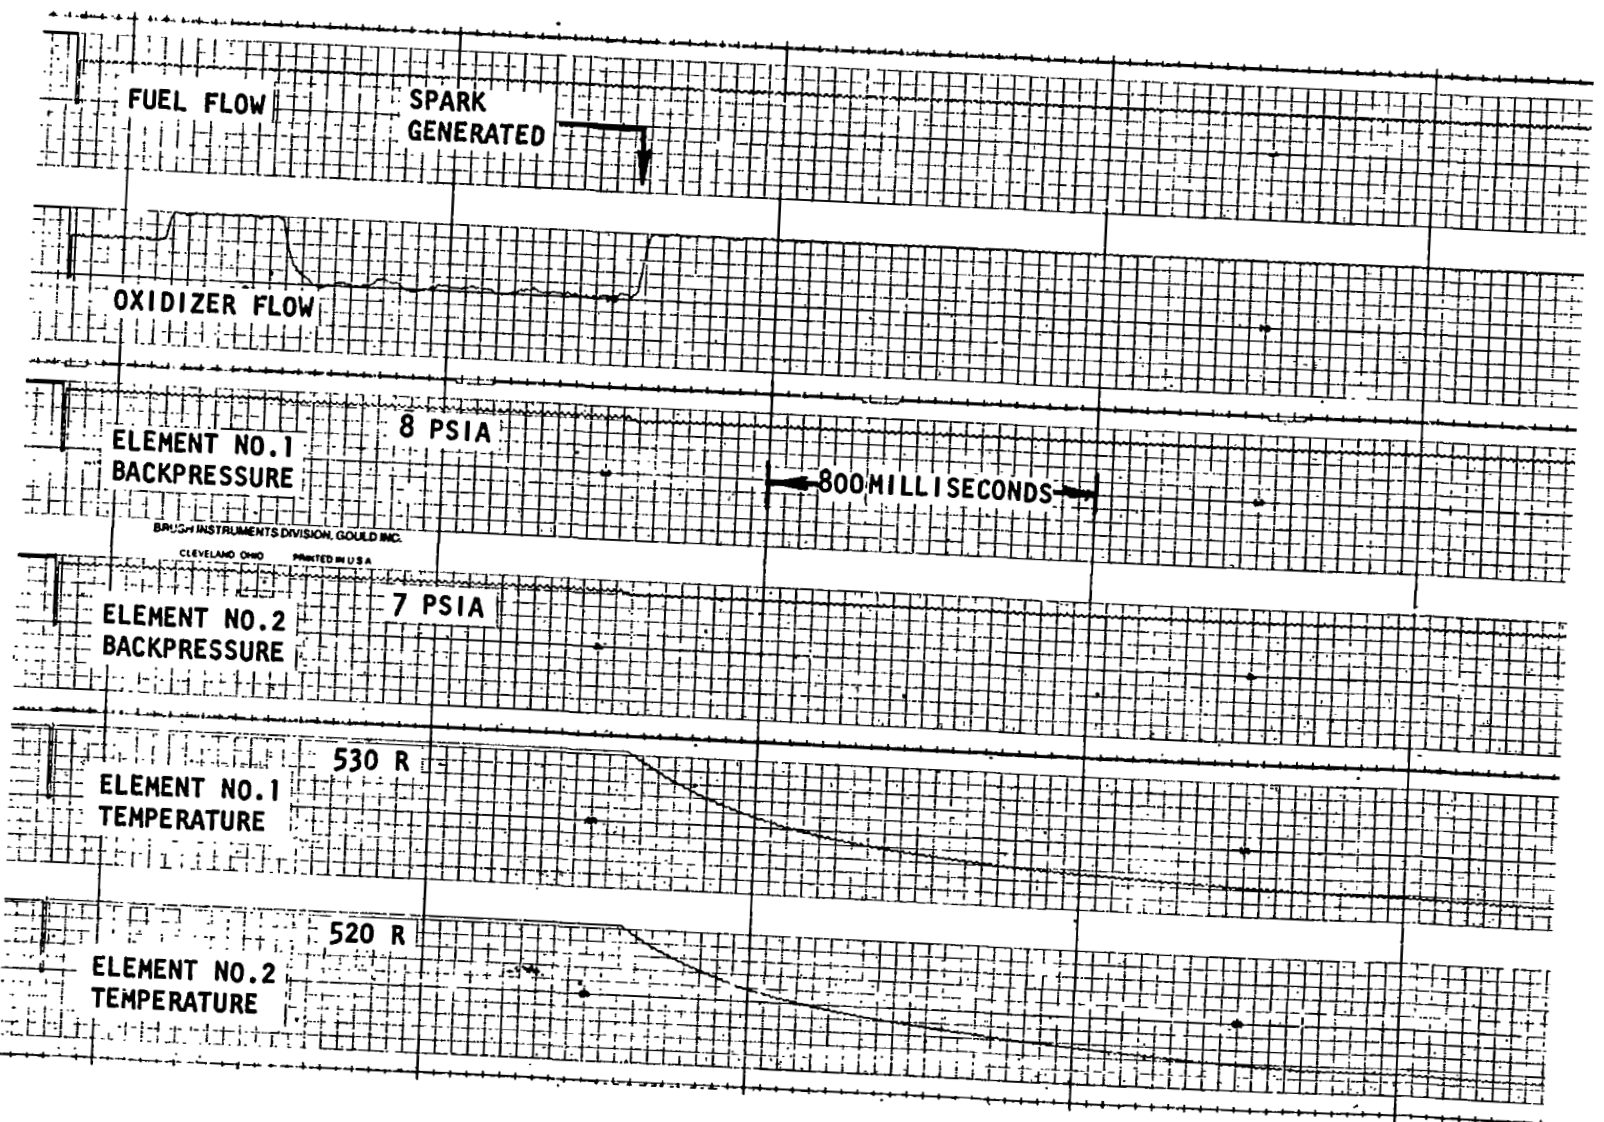 FUEL FLOW
SPARK
GENERATED
OXIDIZER FLOW
8 PSIA
ELEMENT NO.1
BACKPRESSURE
800 MILLISECONDS
BRUSH INSTRUMENTS DIVISION, GOULD INC.
CLEVELAND OHIO PRINTED IN U S A
7 PSIA
ELEMENT NO.2
BACKPRESSURE
530 R
ELEMENT NO.1
TEMPERATURE
520 R
ELEMENT NO.2
TEMPERATURE